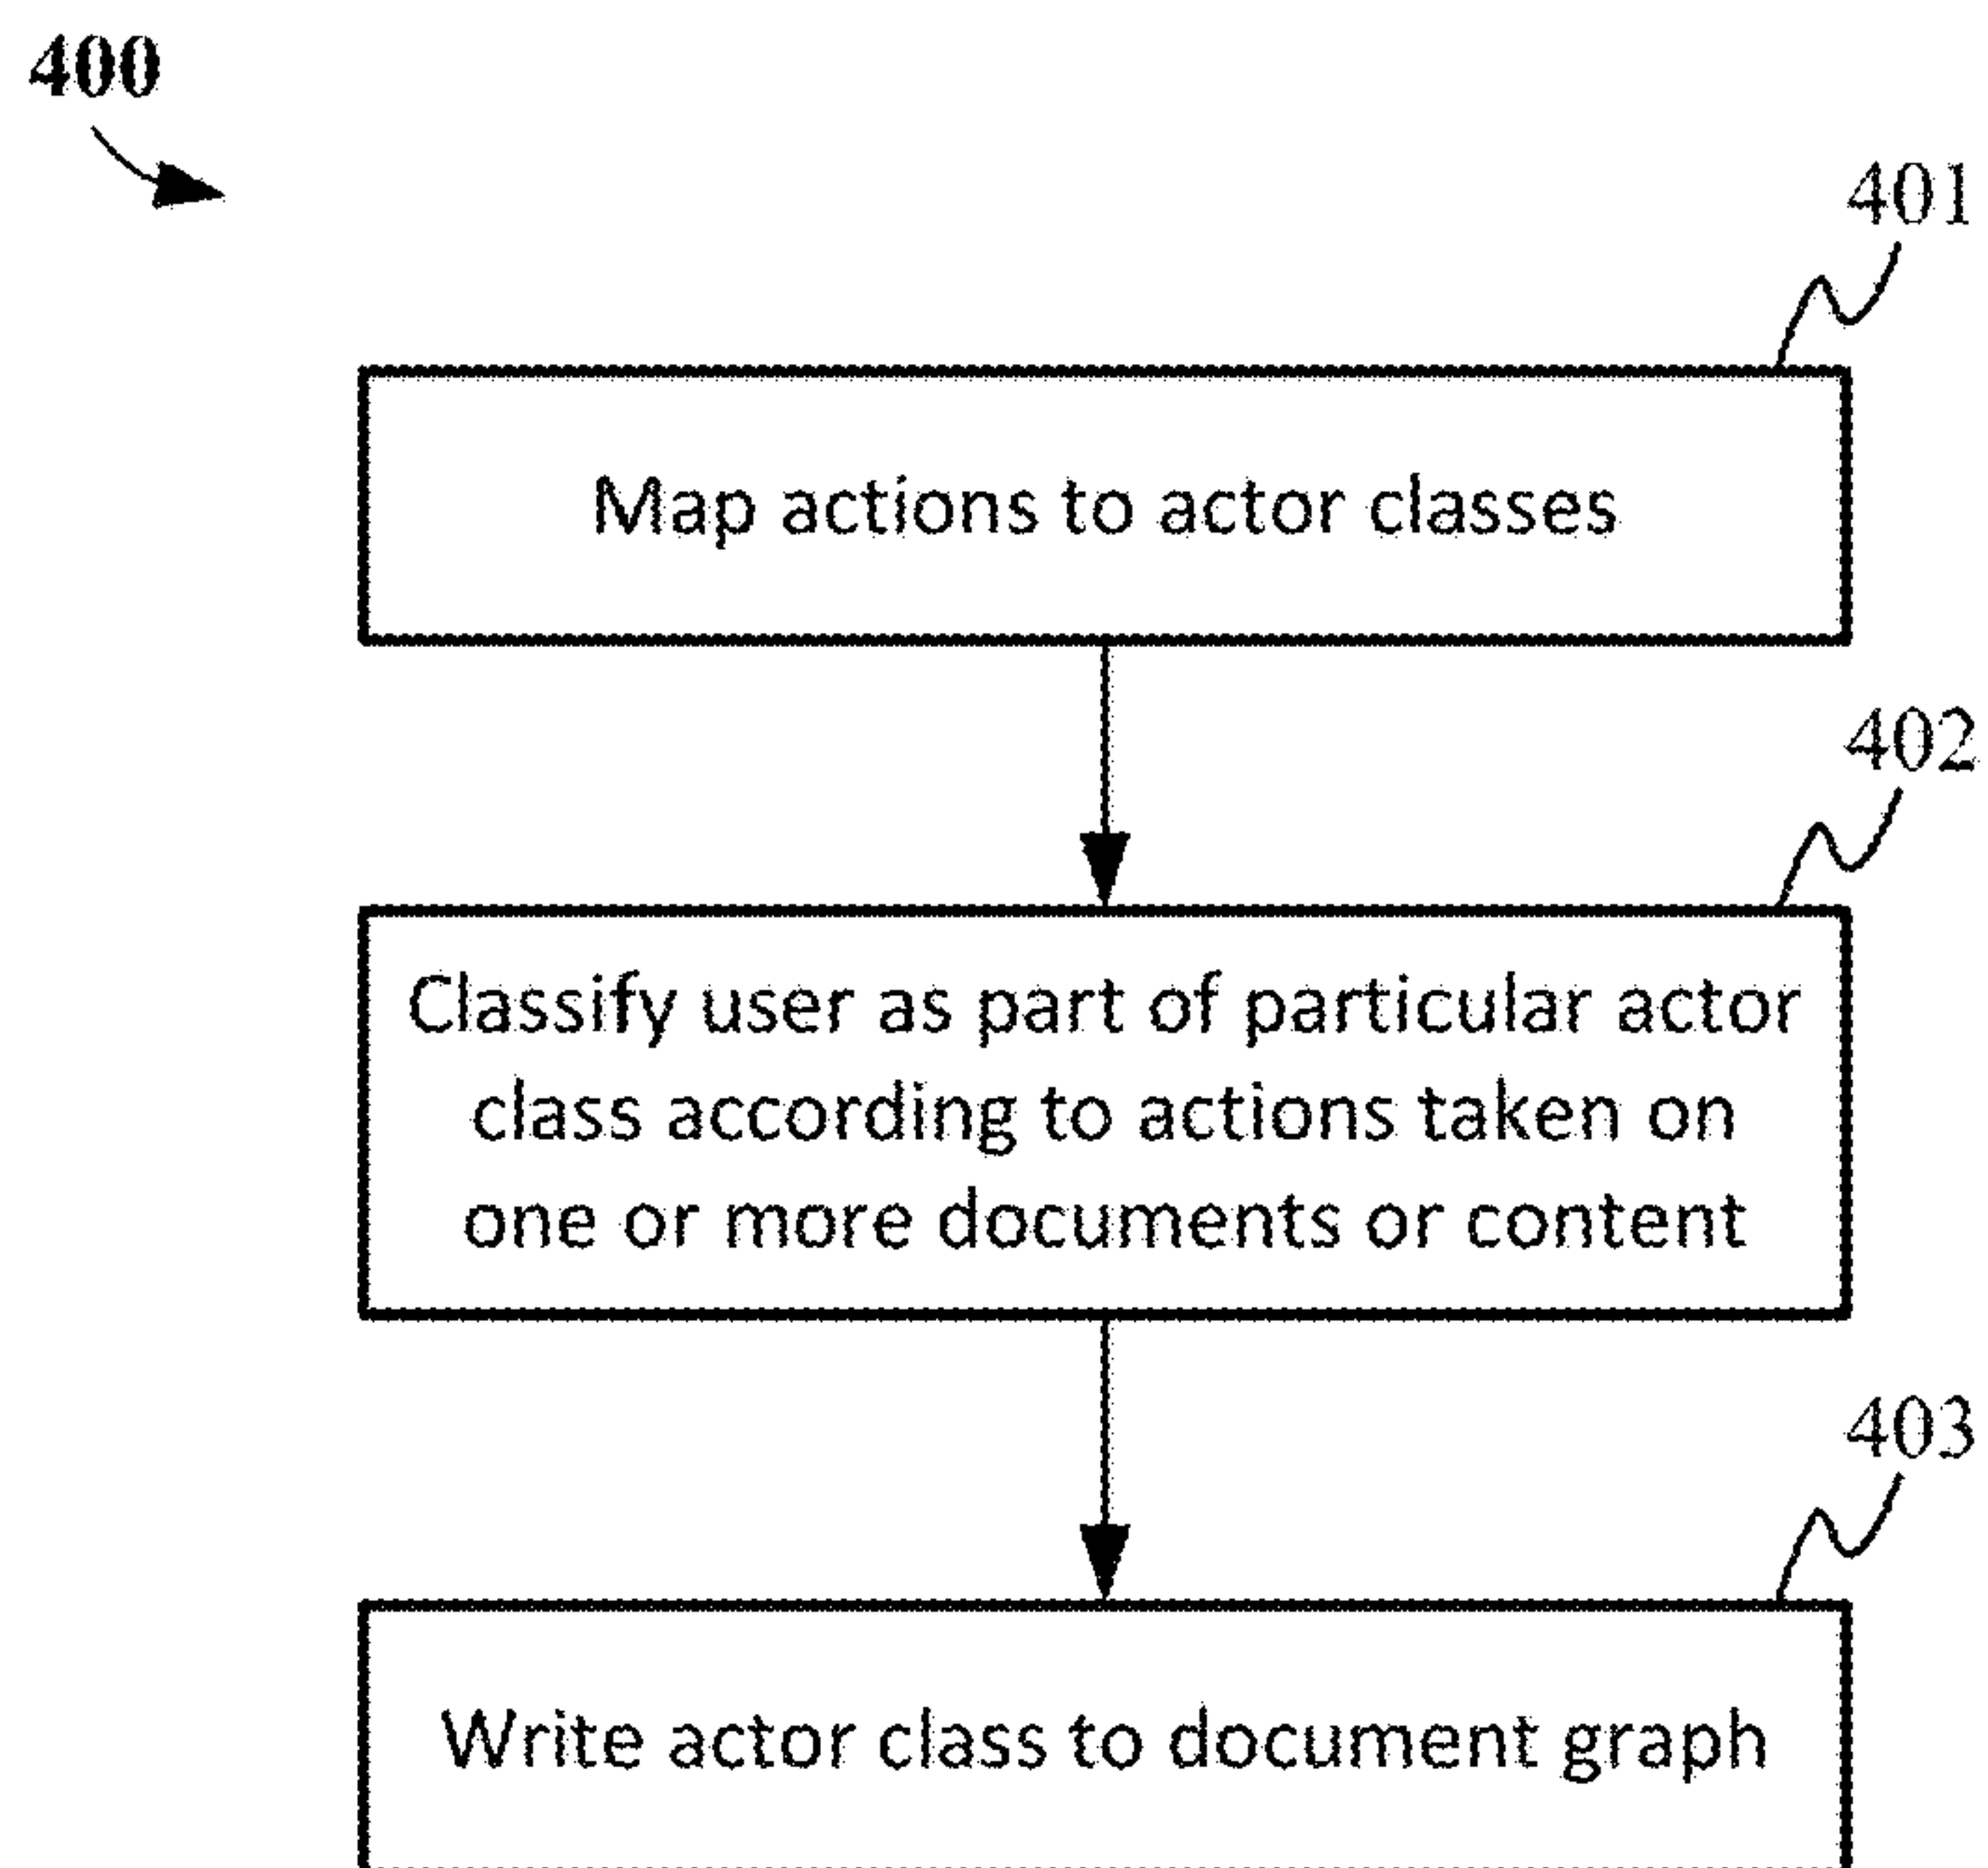 400
401
Map actions to actor classes
402
Classify user as part of particular actor
class according to actions taken on
one or more documents or content
403
Write actor class to document graph